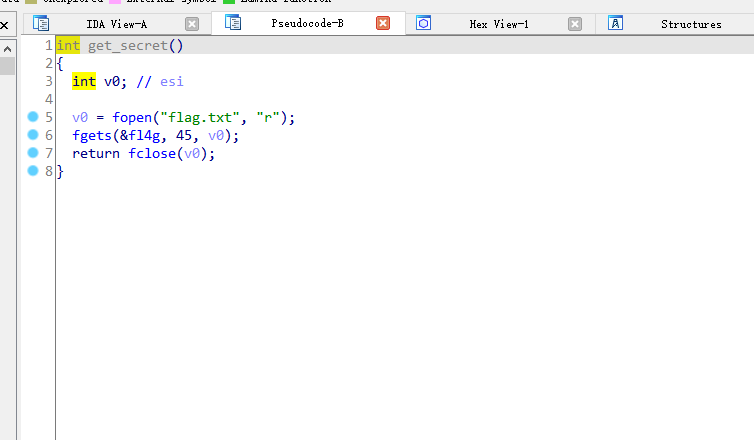 Unexplored External symbol Lumina function
IDA View-A Pseudocode-B Hex View-1 Structures
1 int get_secret()
2 {
3 int v0; // esi
4
5 v0 = fopen("flag.txt", "r");
6 fgets(&fl4g, 45, v0);
7 return fclose(v0);
8 }